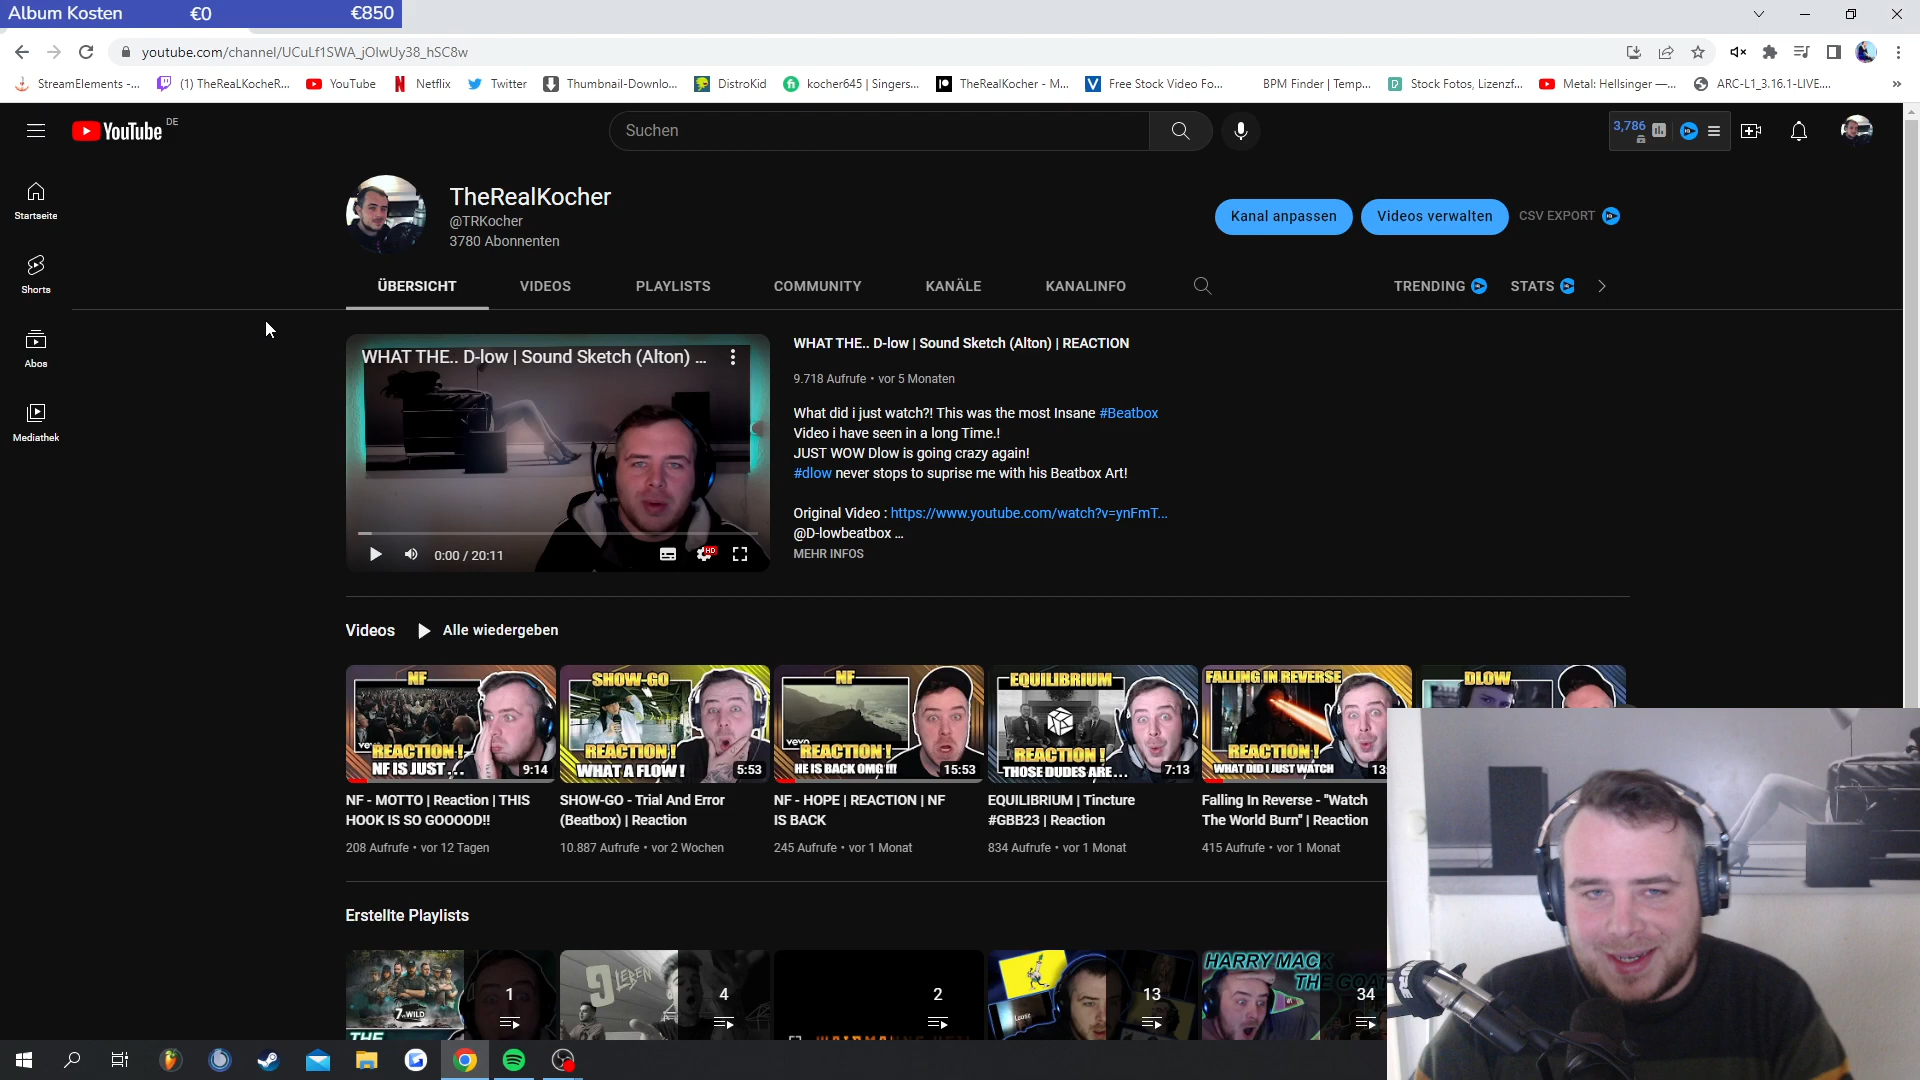 Album Kosten €0 €850
youtube.com/channel/UCuLf1SWA_jOlwUy38_hSC8w
StreamElements -... (1) TheReaLKocheR... YouTube Netflix Twitter Thumbnail-Downlo... DistroKid kocher645 | Singers... TheRealKocher - M... Free Stock Video Fo... BPM Finder | Temp... Stock Fotos, Lizenzf... Metal: Hellsinger —... ARC-L1_3.16.1-LIVE....
YouTube DE
Suchen
3,786
Startseite
Shorts
Abos
Mediathek
TheRealKocher
@TRKocher
3780 Abonnenten
Kanal anpassen Videos verwalten CSV EXPORT
ÜBERSICHT VIDEOS PLAYLISTS COMMUNITY KANÄLE KANALINFO TRENDING STATS
WHAT THE.. D-low | Sound Sketch (Alton) ...
HD
0:00 / 20:11
WHAT THE.. D-low | Sound Sketch (Alton) | REACTION
9.718 Aufrufe • vor 5 Monaten
What did i just watch?! This was the most Insane #Beatbox
Video i have seen in a long Time.!
JUST WOW Dlow is going crazy again!
#dlow never stops to suprise me with his Beatbox Art!
Original Video : https://www.youtube.com/watch?v=ynFmT...
@D-lowbeatbox ...
MEHR INFOS
Videos Alle wiedergeben
NF
REACTION!
NF IS JUST...
9:14
NF - MOTTO | Reaction | THIS
HOOK IS SO GOOOOD!!
208 Aufrufe • vor 12 Tagen
SHOW-GO
REACTION!
WHAT A FLOW !
5:53
SHOW-GO - Trial And Error
(Beatbox) | Reaction
10.887 Aufrufe • vor 2 Wochen
NF
vevo
REACTION !
HE IS BACK OMG !!!
15:53
NF - HOPE | REACTION | NF
IS BACK
245 Aufrufe • vor 1 Monat
EQUILIBRIUM
REACTION !
THOSE DUDES ARE...
7:13
EQUILIBRIUM | Tincture
#GBB23 | Reaction
834 Aufrufe • vor 1 Monat
FALLING IN REVERSE
REACTION!
WHAT DID I JUST WATCH
13:
Falling In Reverse - "Watch
The World Burn" | Reaction
415 Aufrufe • vor 1 Monat
DLOW
Erstellte Playlists
7 vs. WILD
THE
1
9 LEBEN
4
2
13
HARRY MACK
THE GOAT
34